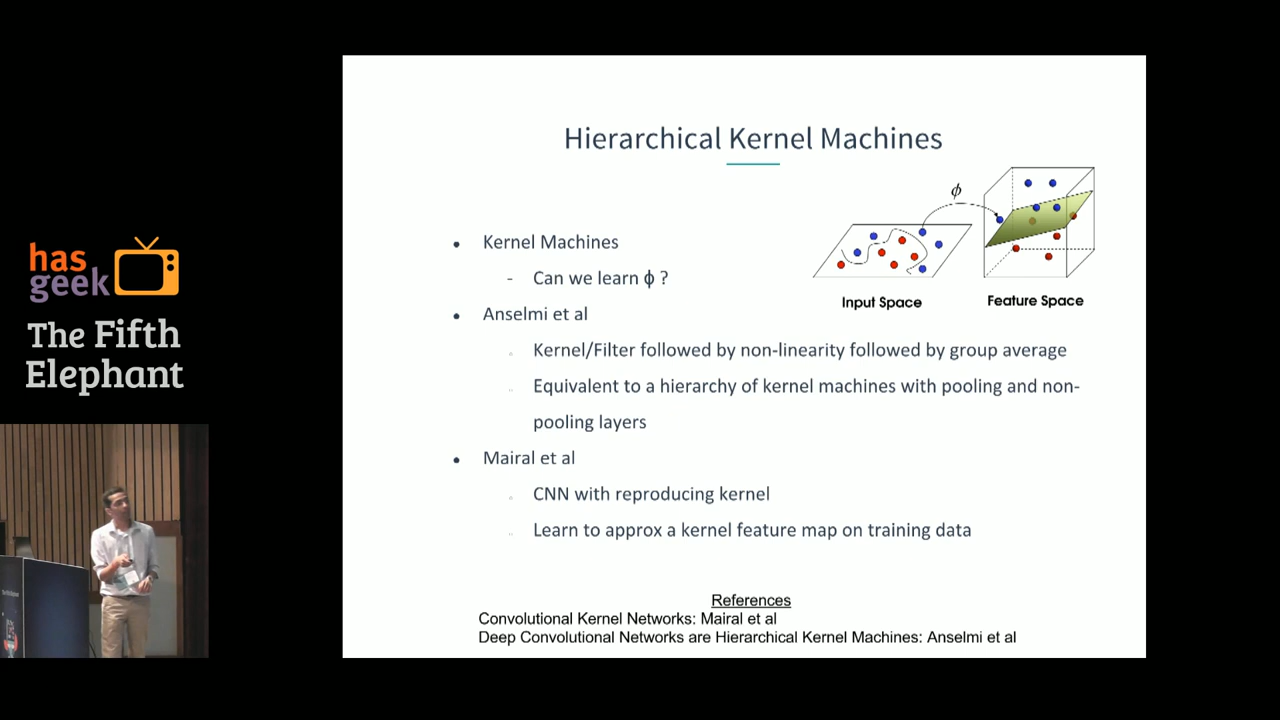 has
geek
The Fifth
Elephant
Hierarchical Kernel Machines
ϕ
Input Space
Feature Space
• Kernel Machines
- Can we learn ϕ ?
• Anselmi et al
Kernel/Filter followed by non-linearity followed by group average
Equivalent to a hierarchy of kernel machines with pooling and non-
pooling layers
• Mairal et al
CNN with reproducing kernel
Learn to approx a kernel feature map on training data
References
Convolutional Kernel Networks: Mairal et al
Deep Convolutional Networks are Hierarchical Kernel Machines: Anselmi et al